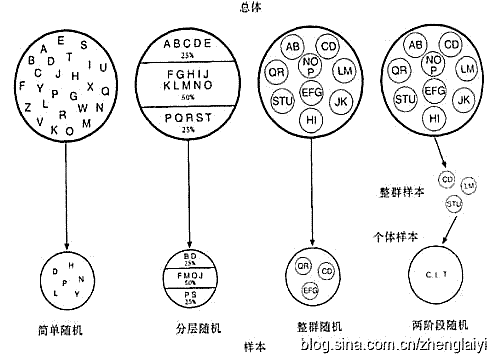 总体
A E T S
B D
C J H I U
F Y L P G X Q
Z R W N
V K O M
ABCDE
25%
FGHIJ
KLMNO
50%
PQRST
25%
AB CD
QR NO
P LM
STU EFG JK
HI
AB CD
QR NO
P LM
STU EFG JK
HI
整群样本
CD LM
STU
个体样本
D H
P N
L Y
BD
25%
FMOJ
50%
PS
25%
QR CD
EFG
C L T
简单随机
分层随机
整群随机
两阶段随机
样本
blog.sina.com.cn/zhenglaiyi